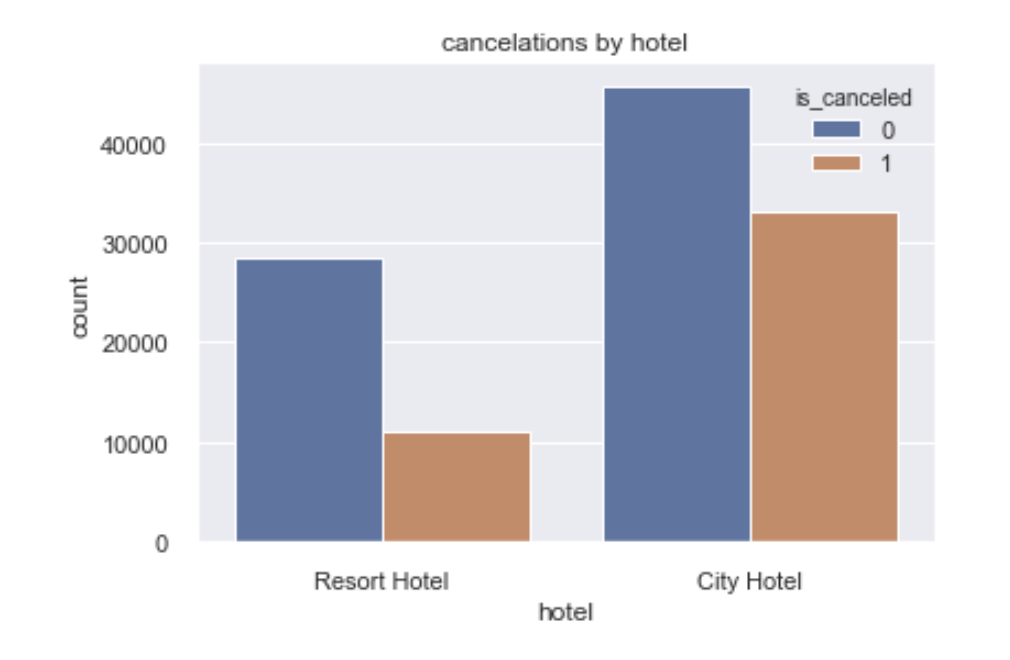 cancelations by hotel
is_canceled
0
1
40000
30000
20000
10000
0
count
Resort Hotel
City Hotel
hotel